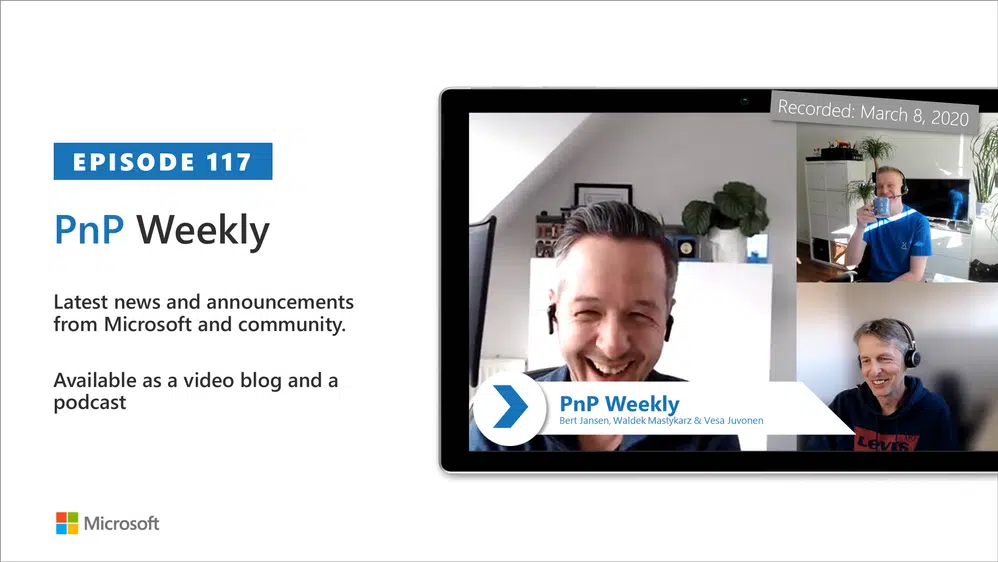 EPISODE 117
PnP Weekly
Latest news and announcements
from Microsoft and community.
Available as a video blog and a
podcast
Microsoft
Recorded: March 8, 2020
PnP Weekly
Bert Jansen, Waldek Mastykarz & Vesa Juvonen
LEVI'S